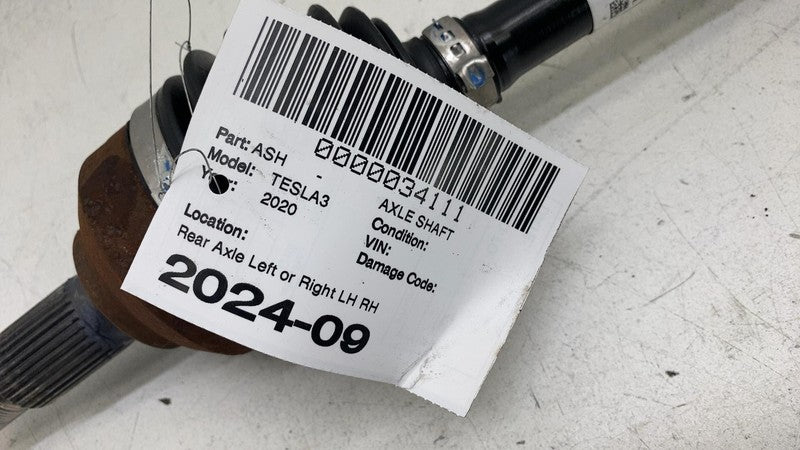 0000034111
Part: ASH - AXLE SHAFT
Model: TESLA3 Condition:
2020 VIN:
Damage Code:
Location:
Rear Axle Left or Right LH RH
2024-09